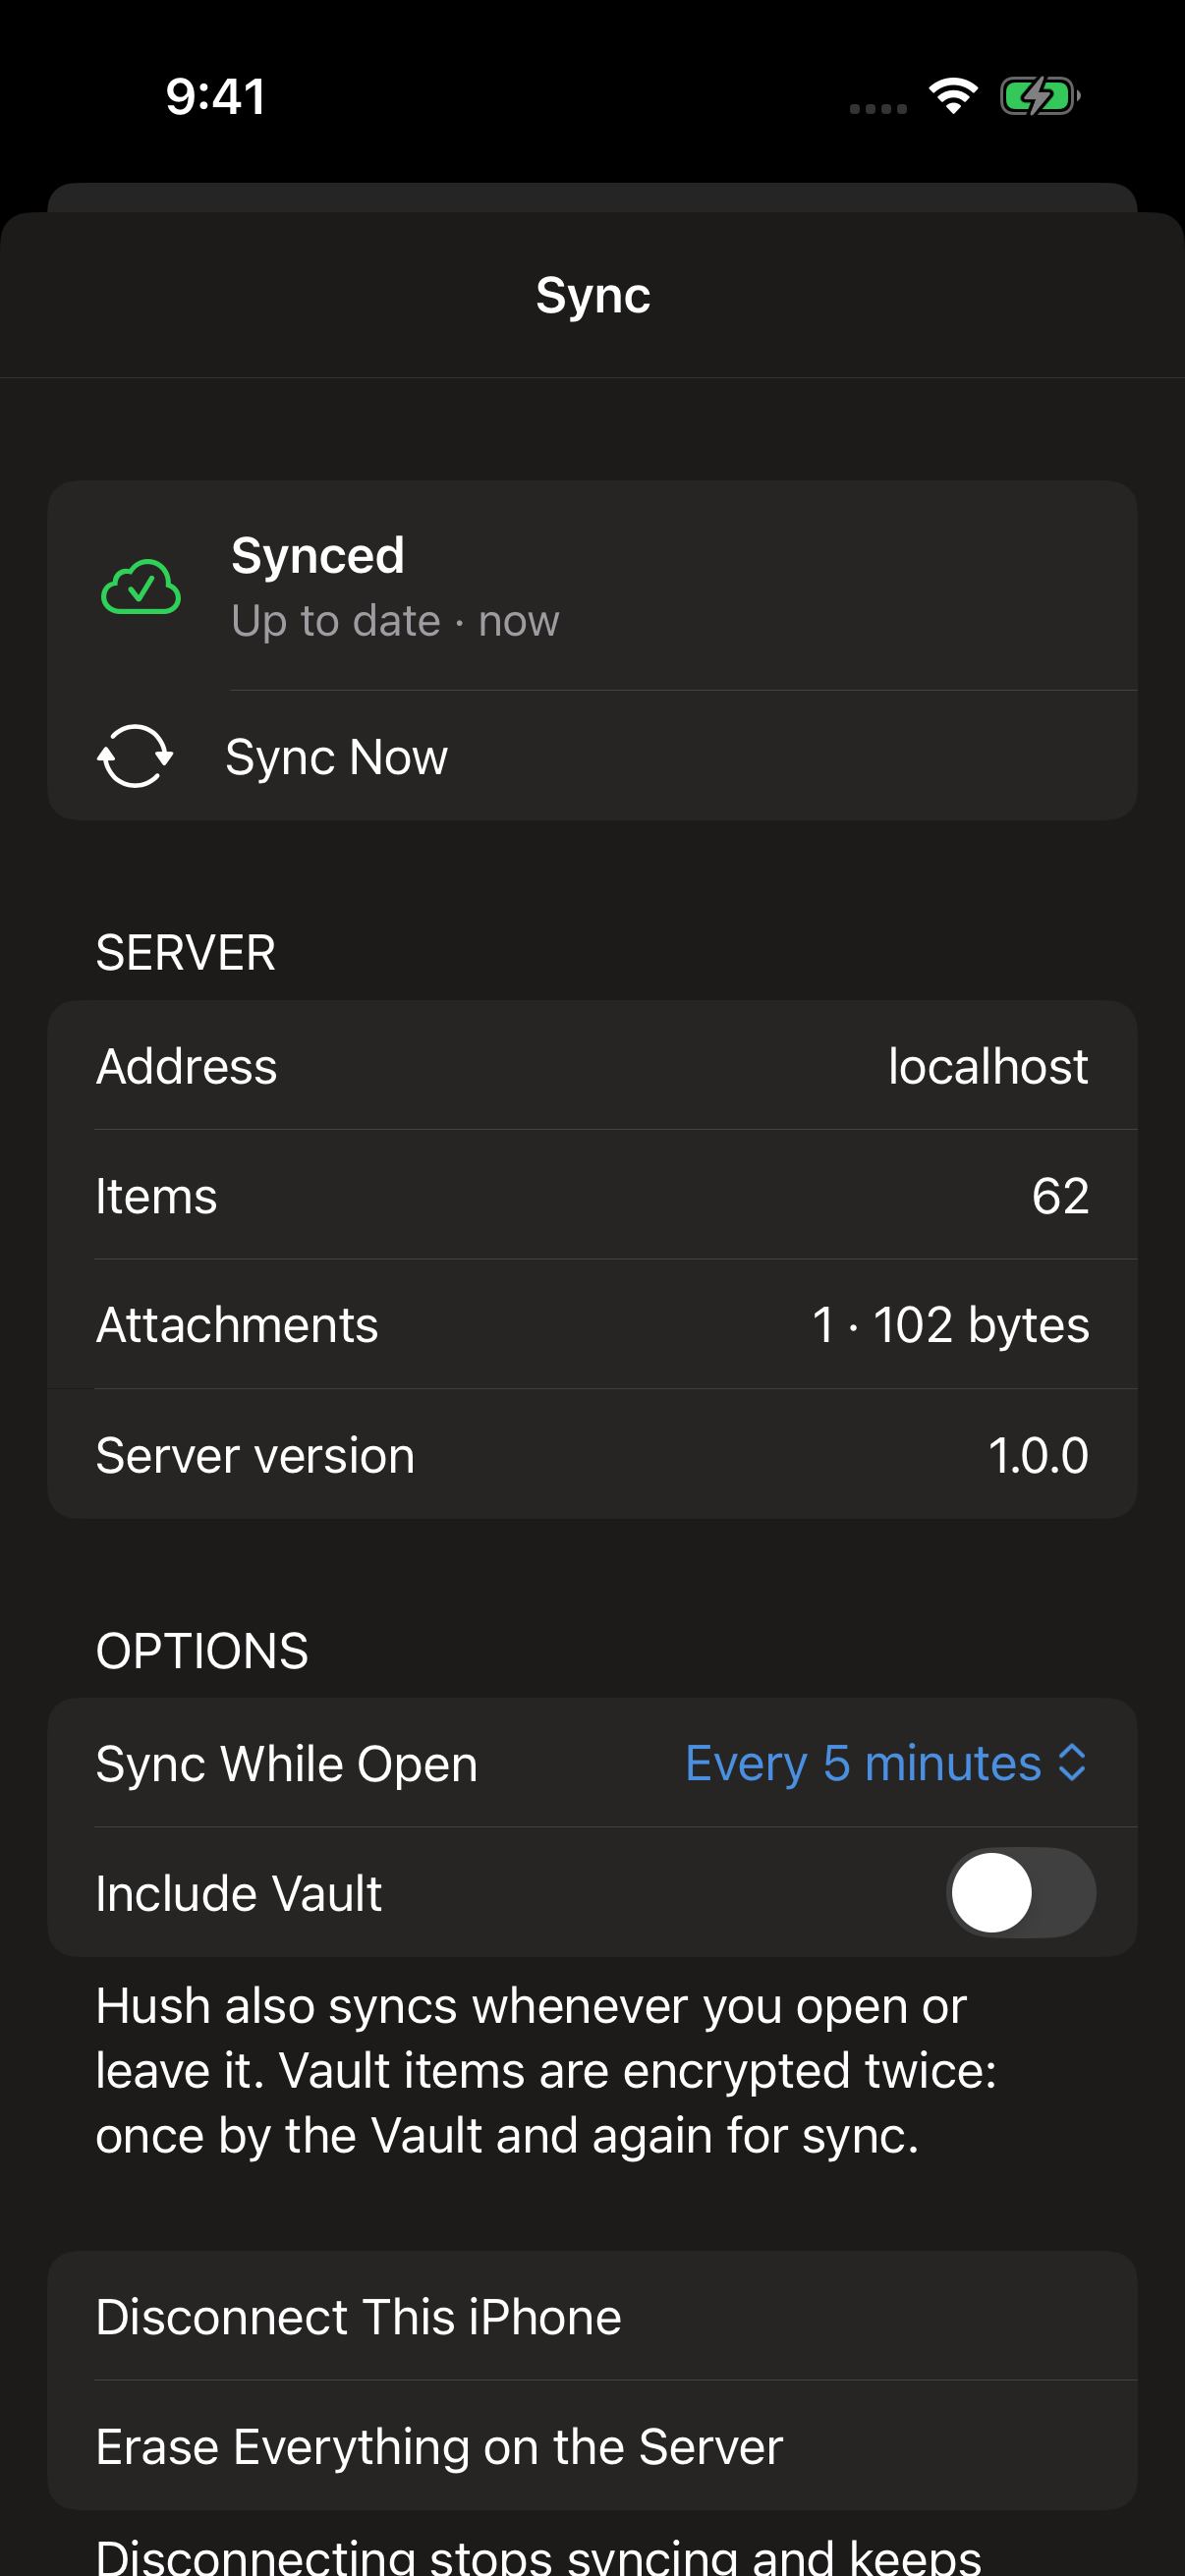 9:41
Sync
Synced
Up to date · now
Sync Now
SERVER
Address localhost
Items 62
Attachments 1 · 102 bytes
Server version 1.0.0
OPTIONS
Sync While Open Every 5 minutes
Include Vault
Hush also syncs whenever you open or
leave it. Vault items are encrypted twice:
once by the Vault and again for sync.
Disconnect This iPhone
Erase Everything on the Server
Disconnecting stops syncing and keeps